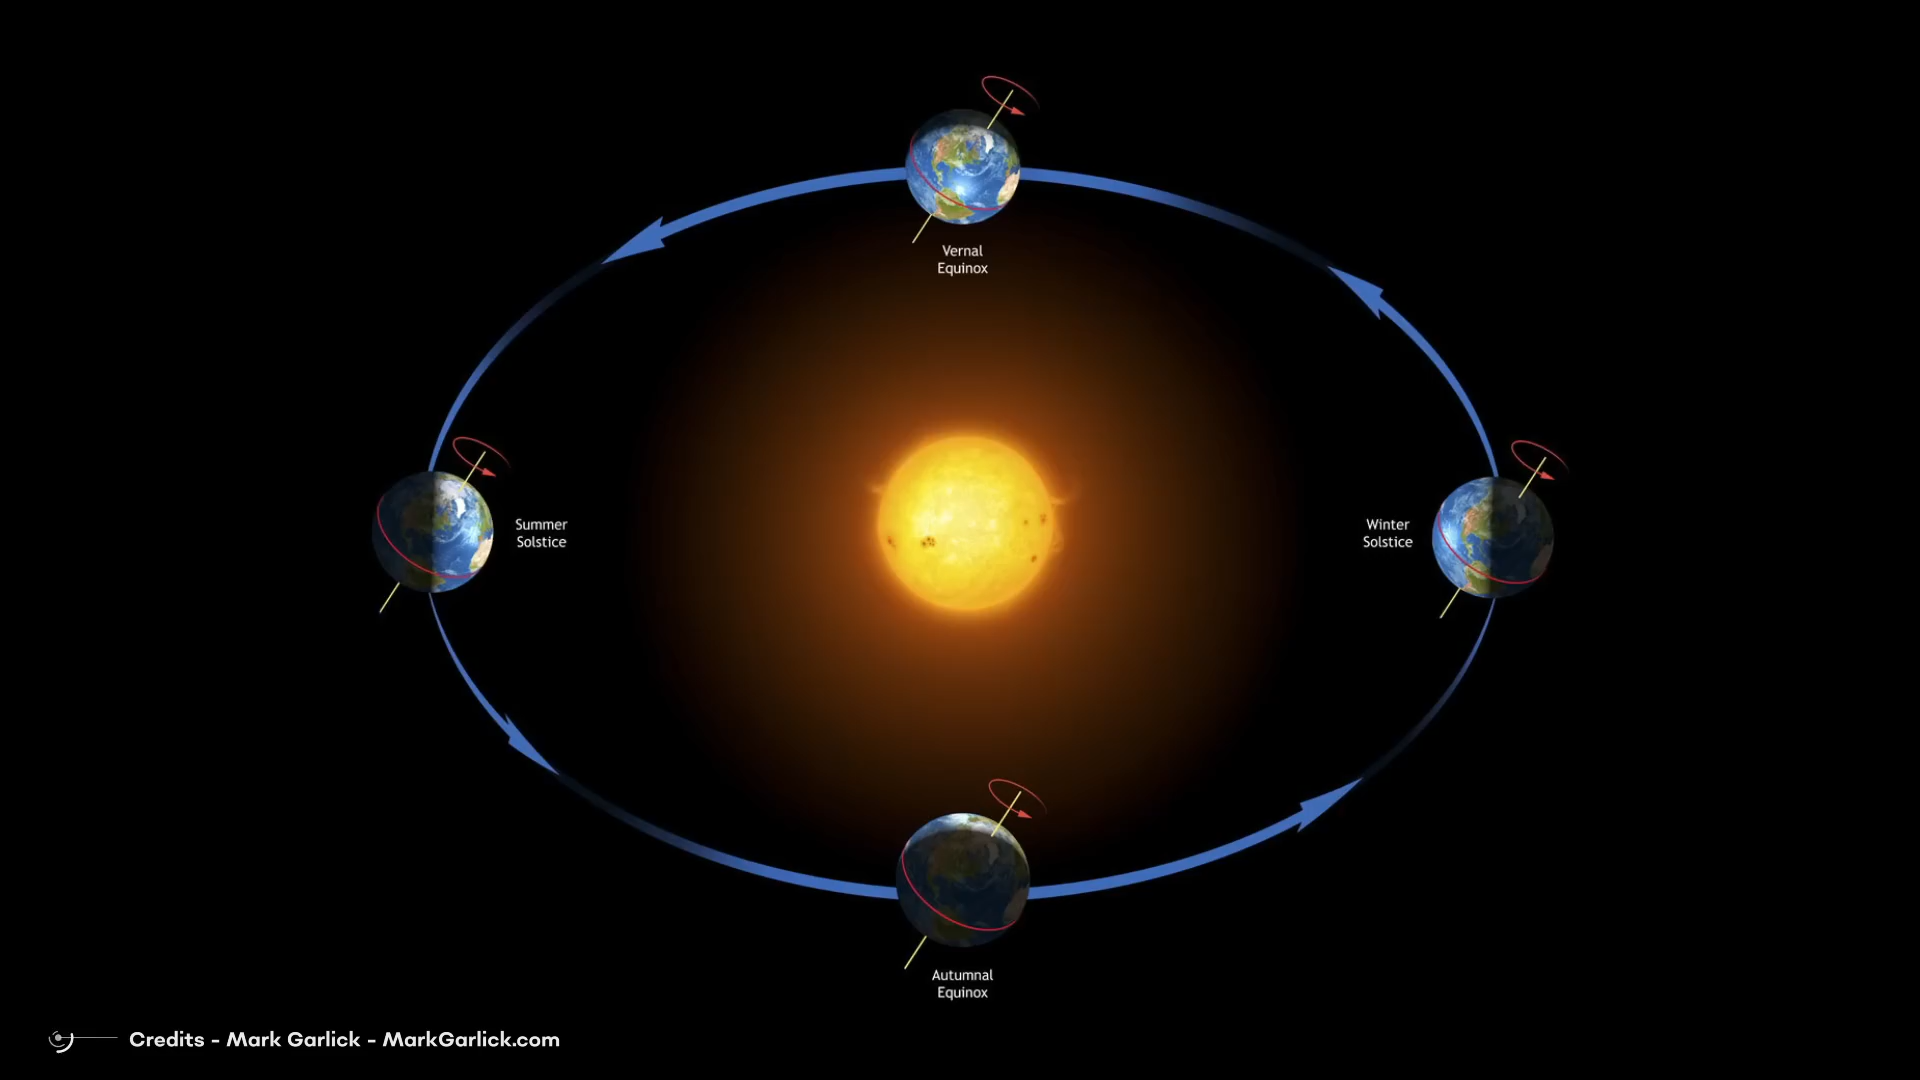 Vernal
Equinox
Summer
Solstice
Winter
Solstice
Autumnal
Equinox
Credits - Mark Garlick - MarkGarlick.com